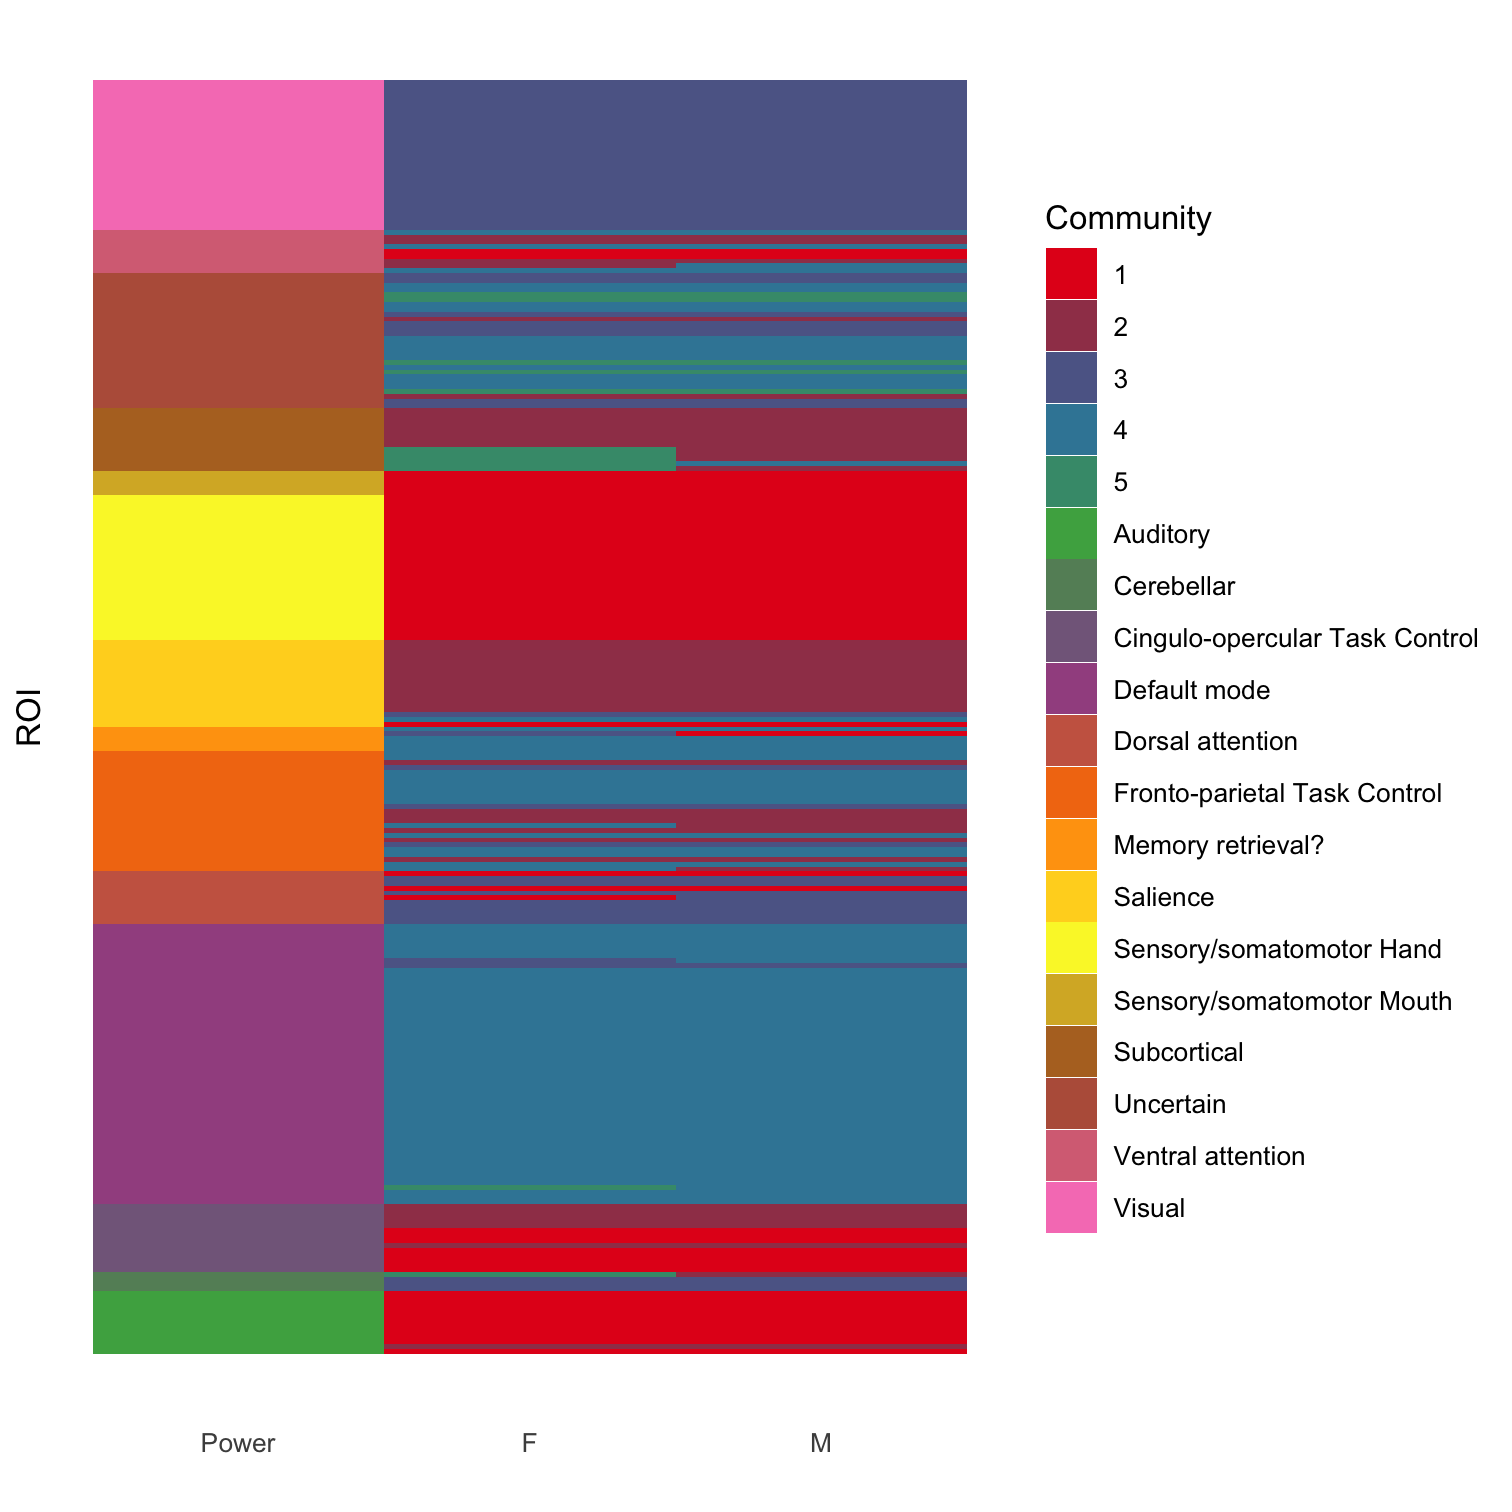 ROI
Power
F
M
Community
1
2
3
4
5
Auditory
Cerebellar
Cingulo-opercular Task Control
Default mode
Dorsal attention
Fronto-parietal Task Control
Memory retrieval?
Salience
Sensory/somatomotor Hand
Sensory/somatomotor Mouth
Subcortical
Uncertain
Ventral attention
Visual